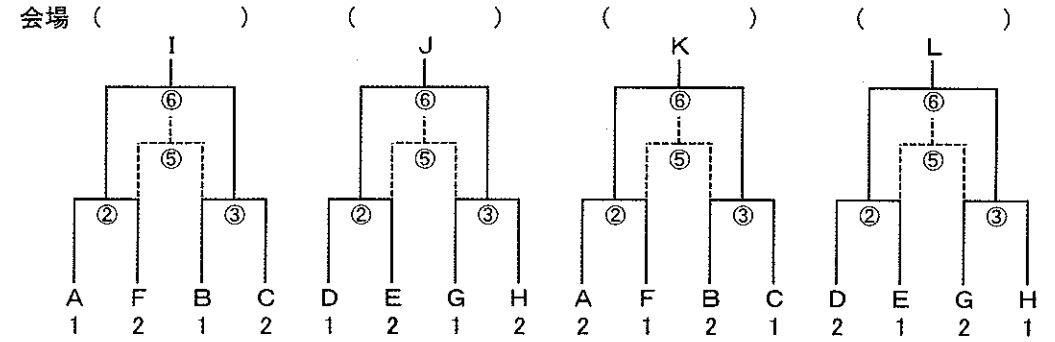 会場 ( ) ( ) ( ) ( )
I J K L
⑥ ⑥ ⑥ ⑥
⑤ ⑤ ⑤ ⑤
② ③ ② ③ ② ③ ② ③
A F B C D E G H A F B C D E G H
1 2 1 2 1 2 1 2 2 1 2 1 2 1 2 1